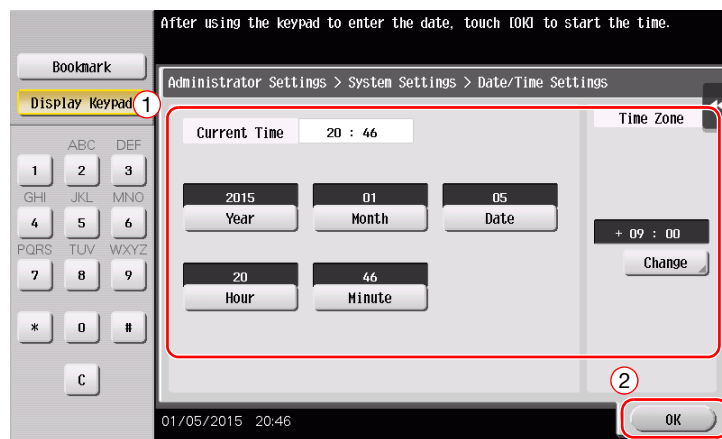 After using the keypad to enter the date, touch [OK] to start the time.
Bookmark
Display Keypad
1
Administrator Settings > System Settings > Date/Time Settings
Current Time 20 : 46
Time Zone
2015 01 05
Year Month Date
+ 09 : 00
Change
20 46
Hour Minute
ABC DEF
1 2 3
GHI JKL MNO
4 5 6
PQRS TUV WXYZ
7 8 9
* 0 #
C
2
01/05/2015 20:46
OK